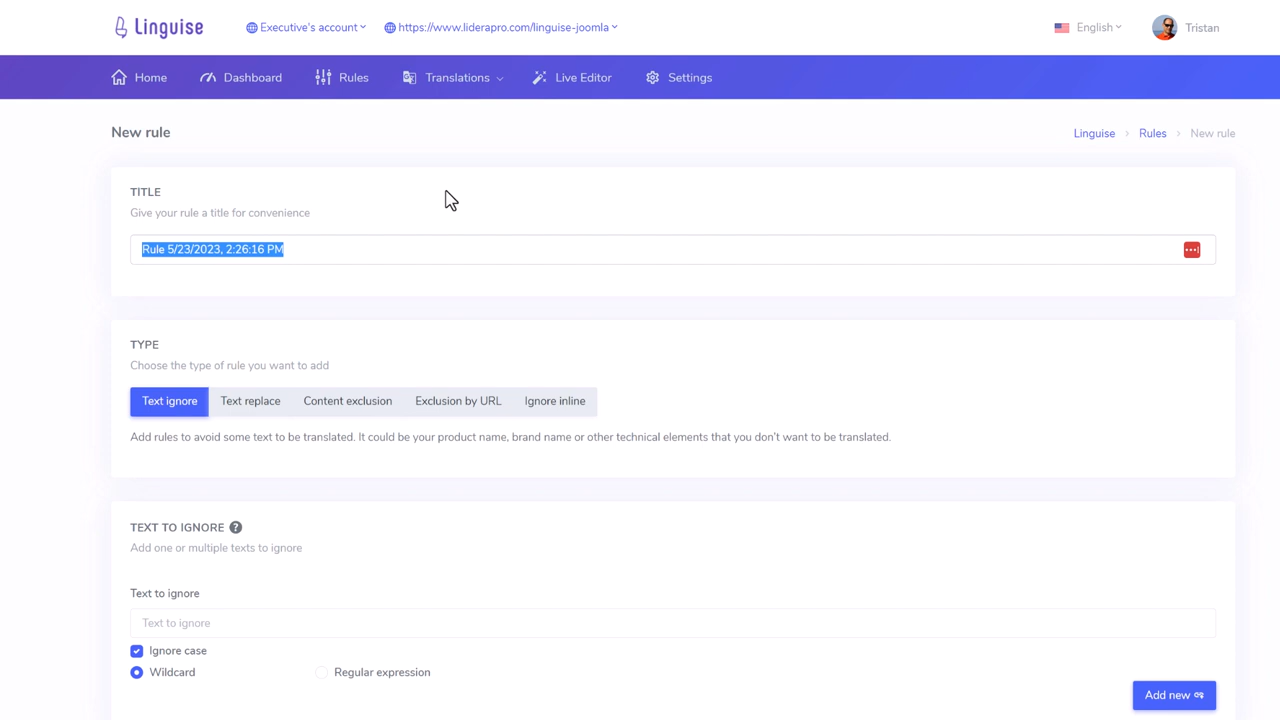 Linguise
Executive's account
https://www.liderapro.com/linguise-joomla
English
Tristan
Home
Dashboard
Rules
Translations
Live Editor
Settings
New rule
Linguise > Rules > New rule
TITLE
Give your rule a title for convenience
Rule 5/23/2023, 2:26:16 PM
TYPE
Choose the type of rule you want to add
Text ignore
Text replace
Content exclusion
Exclusion by URL
Ignore inline
Add rules to avoid some text to be translated. It could be your product name, brand name or other technical elements that you don't want to be translated.
TEXT TO IGNORE ?
Add one or multiple texts to ignore
Text to ignore
Text to ignore
Ignore case
Wildcard
Regular expression
Add new